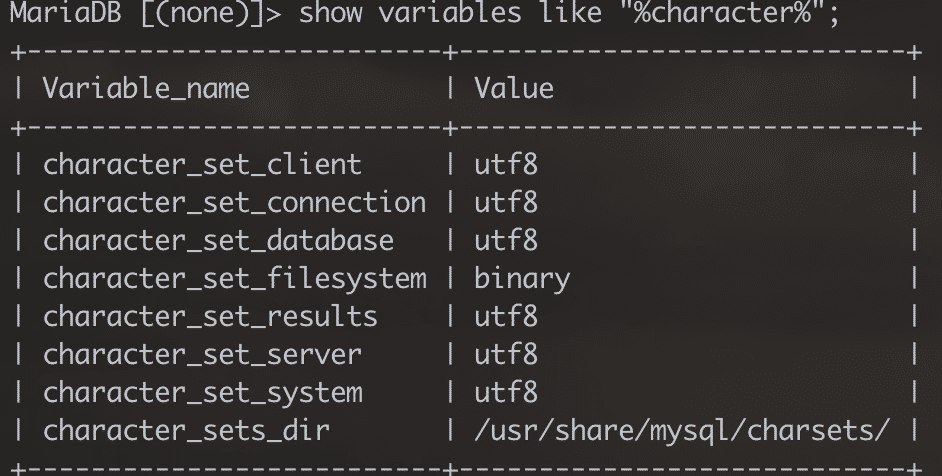 MariaDB [(none)]> show variables like "%character%";
+--------------------------+----------------------------+
| Variable_name            | Value                      |
+--------------------------+----------------------------+
| character_set_client     | utf8                       |
| character_set_connection | utf8                       |
| character_set_database   | utf8                       |
| character_set_filesystem | binary                     |
| character_set_results    | utf8                       |
| character_set_server     | utf8                       |
| character_set_system     | utf8                       |
| character_sets_dir       | /usr/share/mysql/charsets/ |
+--------------------------+----------------------------+